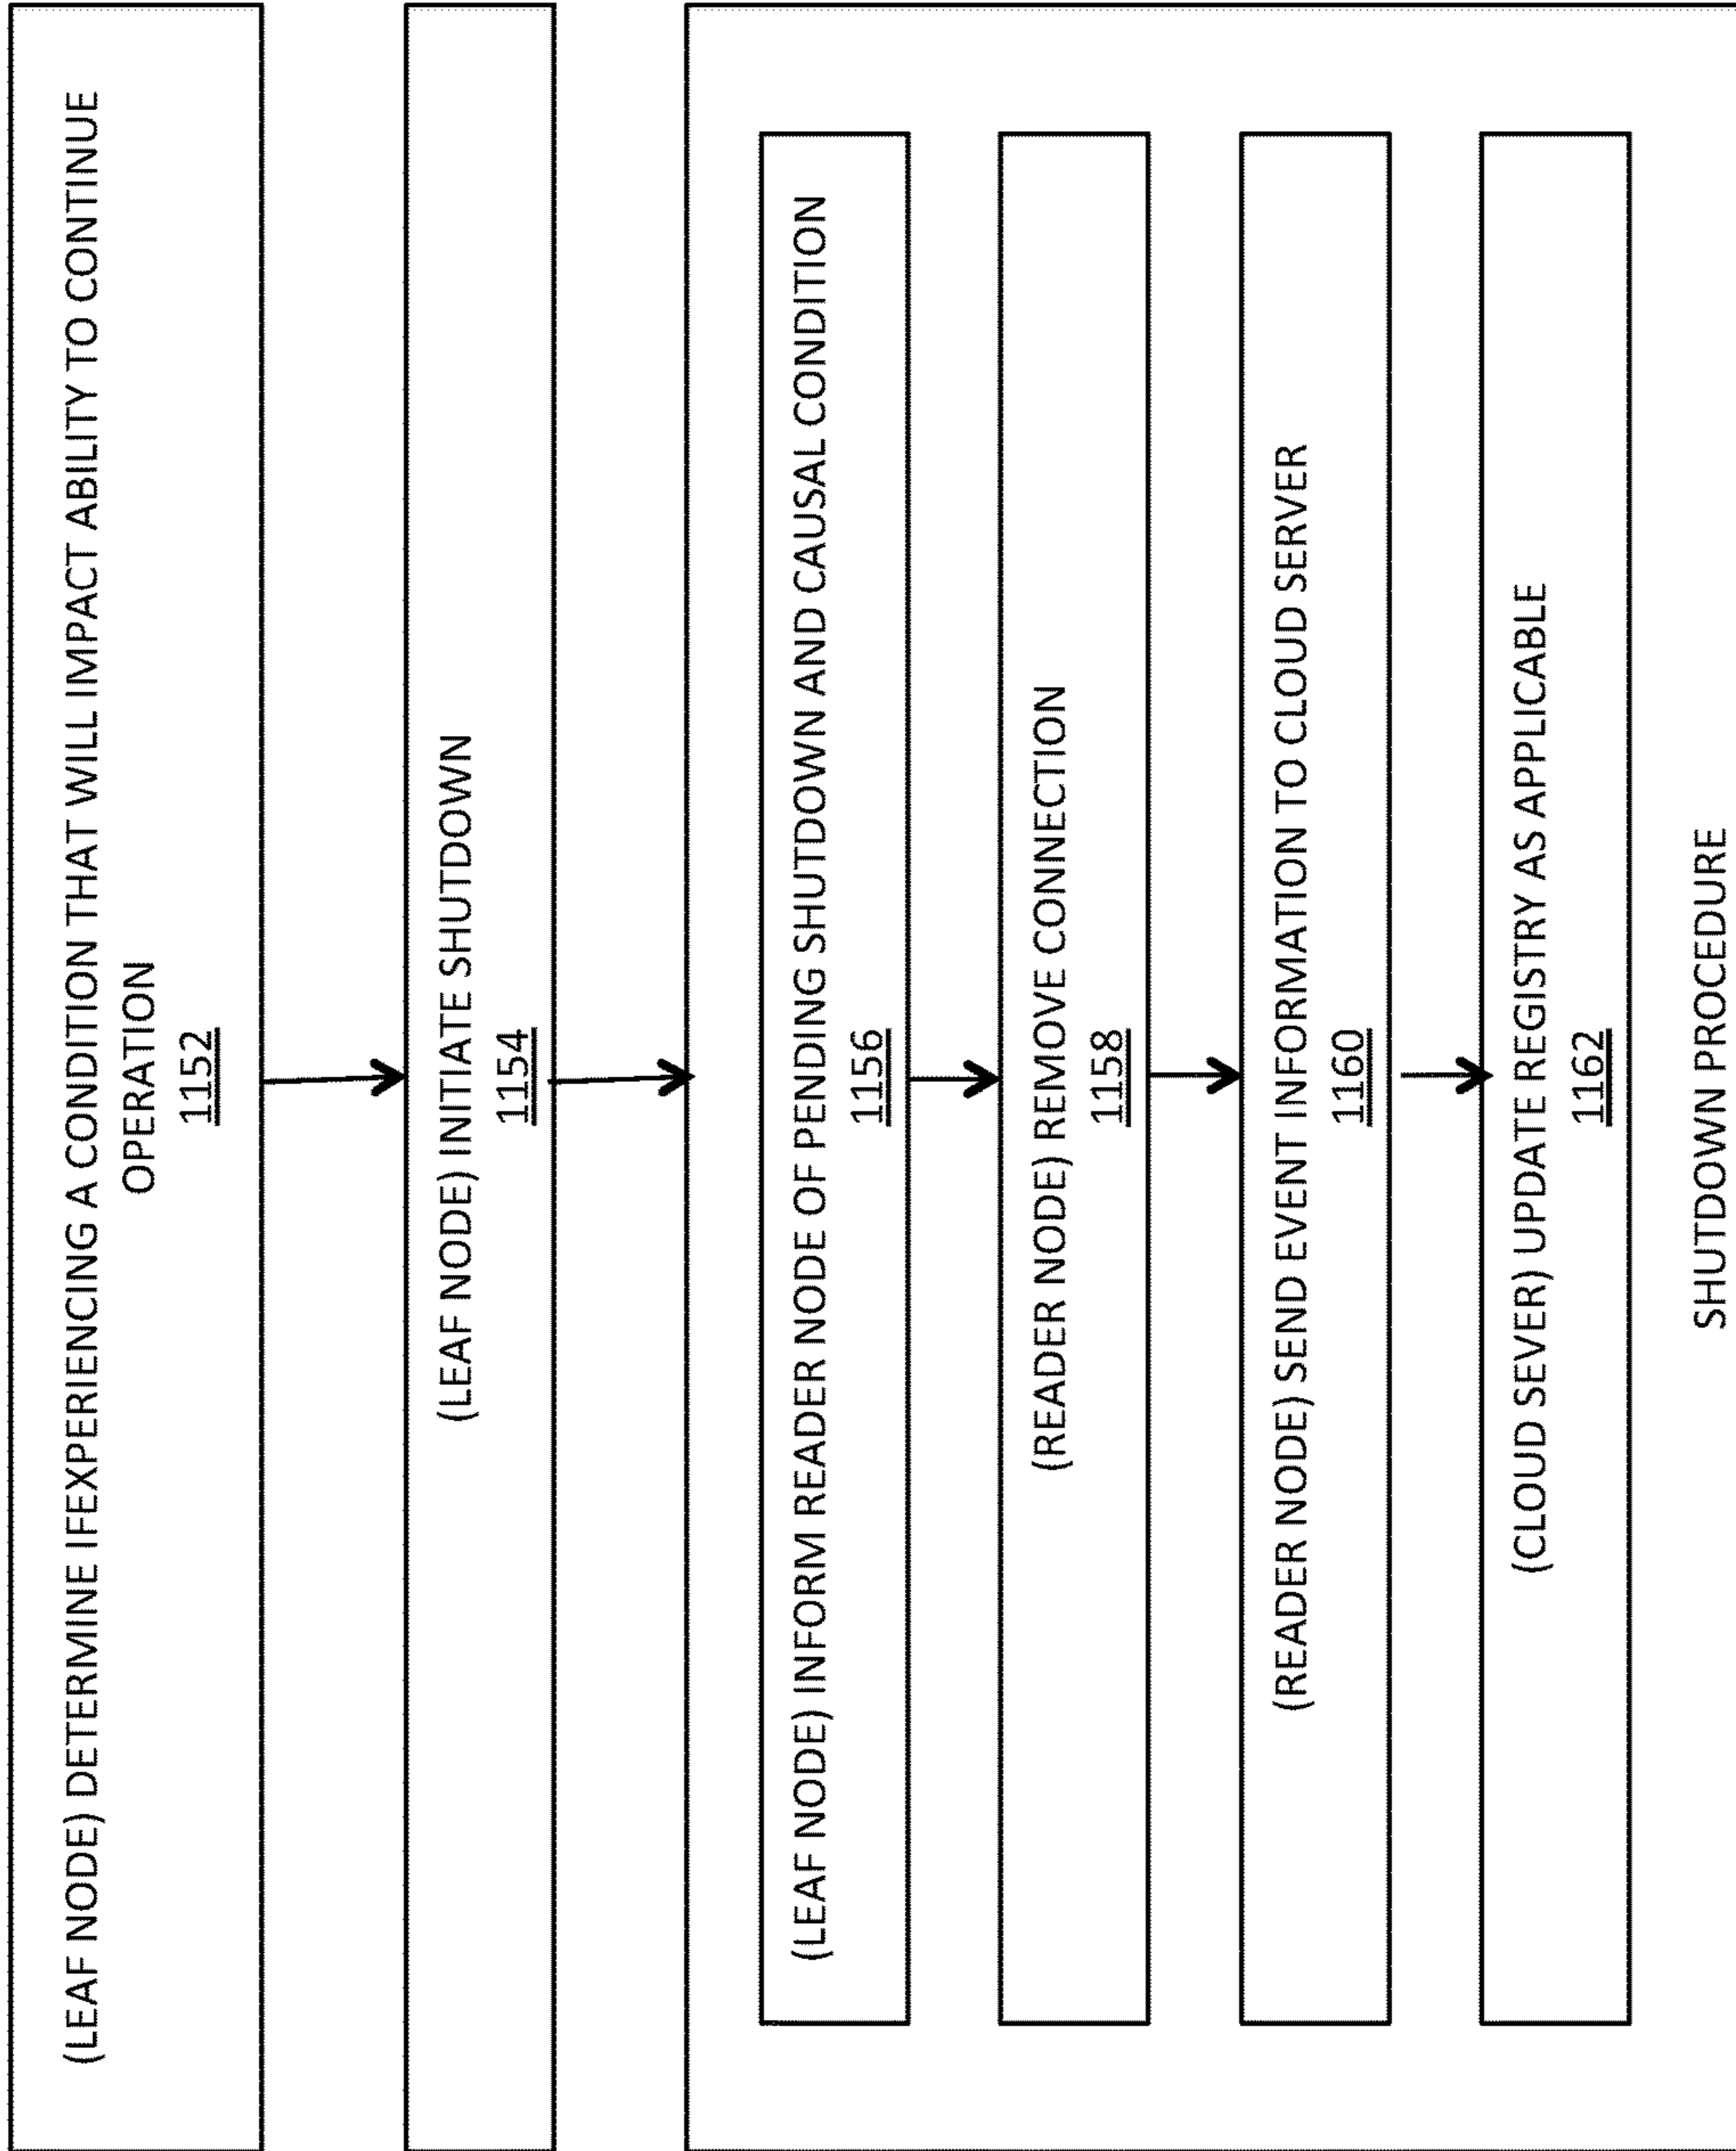 (LEAF NODE) DETERMINE IFEXPERIENCING A CONDITION THAT WILL IMPACT ABILITY TO CONTINUE
OPERATION
1152
(LEAF NODE) INITIATE SHUTDOWN
1154
(LEAF NODE) INFORM READER NODE OF PENDING SHUTDOWN AND CAUSAL CONDITION
1156
(READER NODE) REMOVE CONNECTION
1158
(READER NODE) SEND EVENT INFORMATION TO CLOUD SERVER
1160
(CLOUD SEVER) UPDATE REGISTRY AS APPLICABLE
1162
SHUTDOWN PROCEDURE